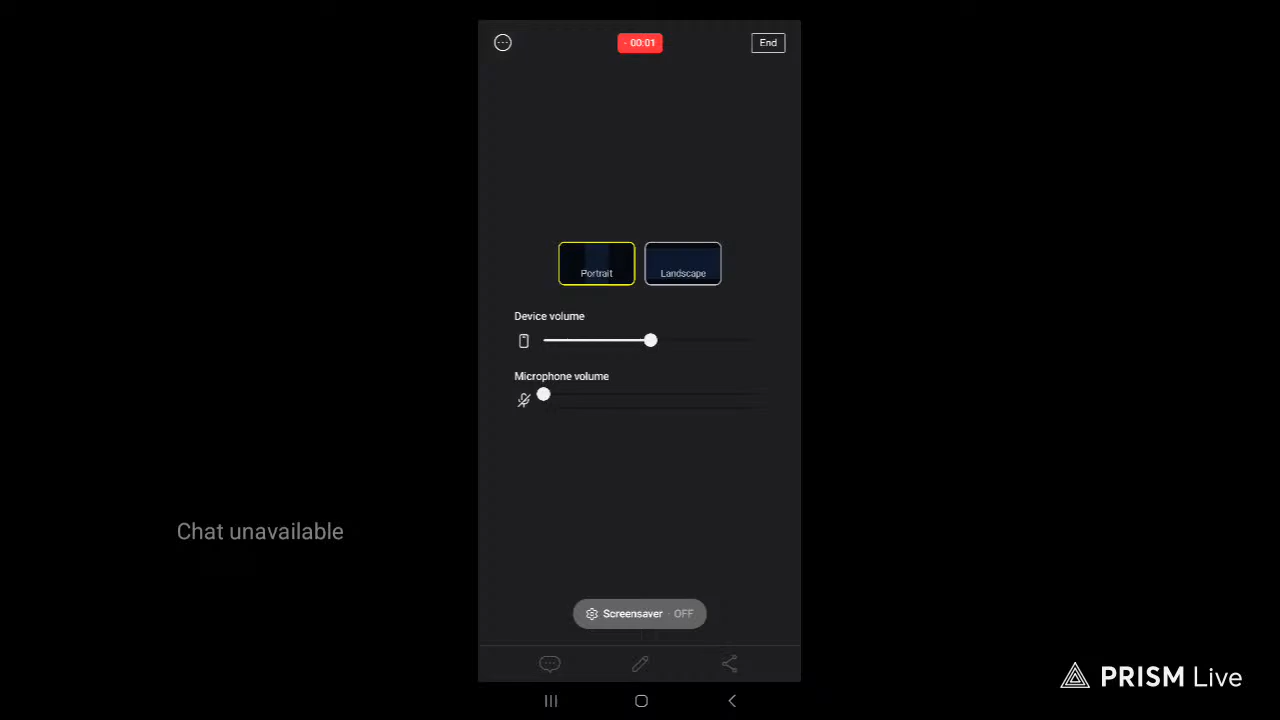 - 00:01
End
Portrait
Landscape
Device volume
Microphone volume
Chat unavailable
Screensaver · OFF
PRISM Live